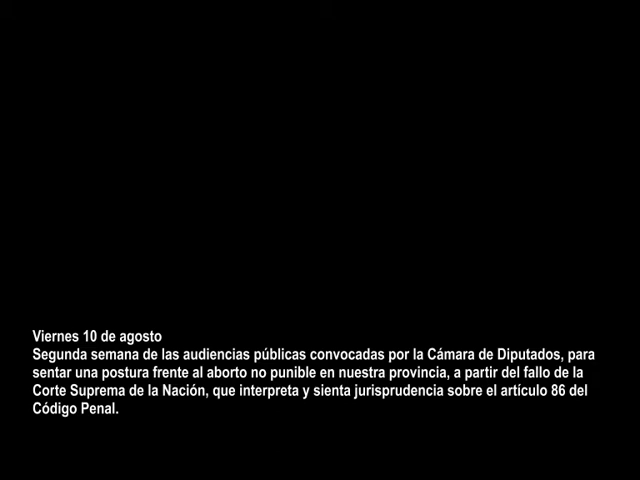 Viernes 10 de agosto
Segunda semana de las audiencias públicas convocadas por la Cámara de Diputados, para
sentar una postura frente al aborto no punible en nuestra provincia, a partir del fallo de la
Corte Suprema de la Nación, que interpreta y sienta jurisprudencia sobre el artículo 86 del
Código Penal.